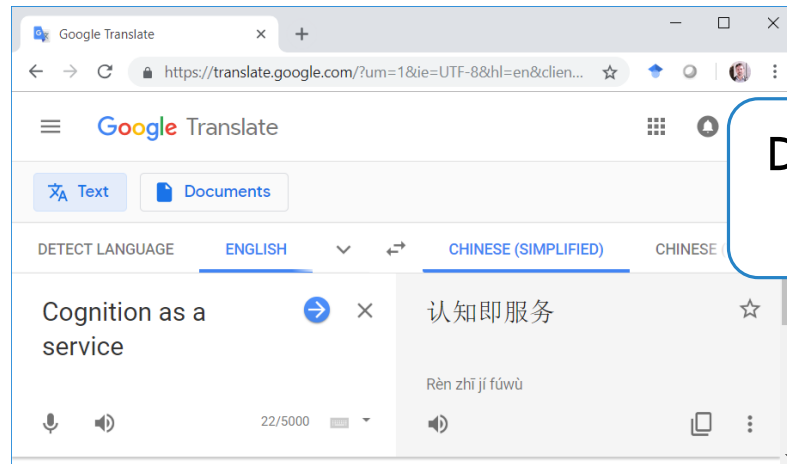 Google Translate
https://translate.google.com/?um=1&ie=UTF-8&hl=en&clien...
Google Translate
D
Text Documents
DETECT LANGUAGE ENGLISH CHINESE (SIMPLIFIED) CHINESE (
Cognition as a
service
认知即服务
Rèn zhī jí fúwù
22/5000